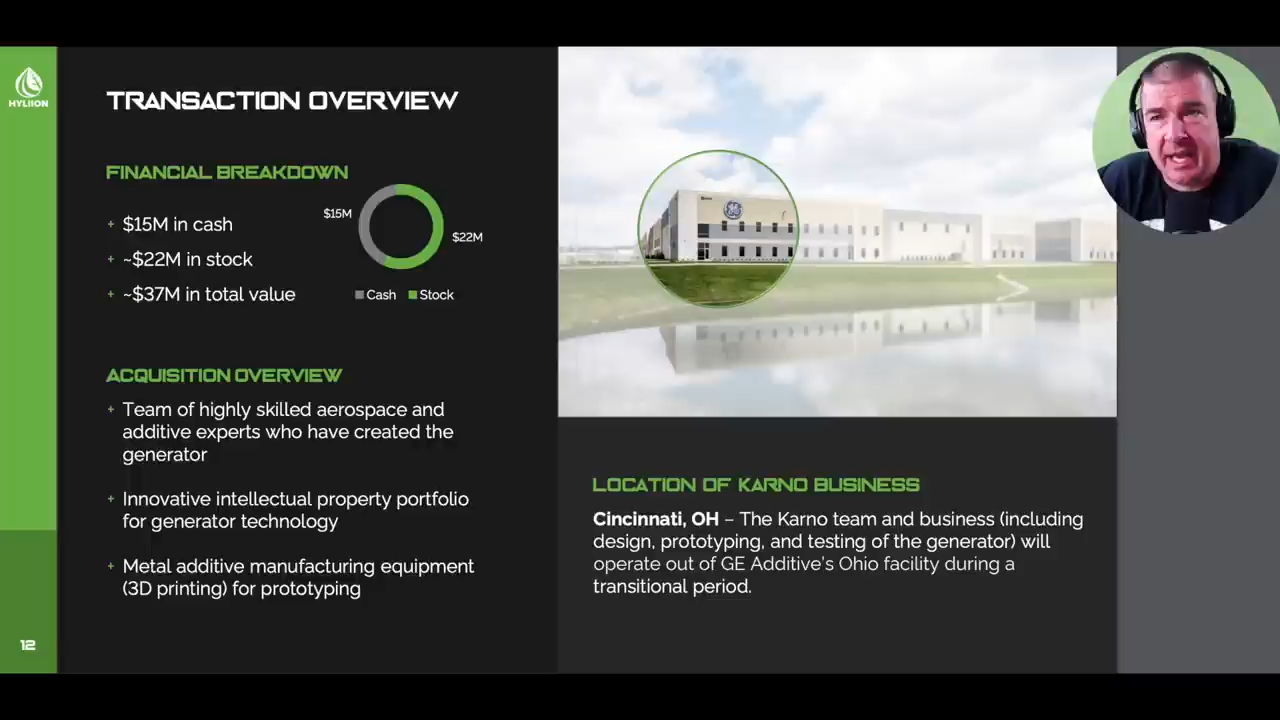 HYLIION
TRANSACTION OVERVIEW
FINANCIAL BREAKDOWN
+ $15M in cash
+ ~$22M in stock
+ ~$37M in total value
$15M
$22M
Cash Stock
ACQUISITION OVERVIEW
+ Team of highly skilled aerospace and
additive experts who have created the
generator
+ Innovative intellectual property portfolio
for generator technology
+ Metal additive manufacturing equipment
(3D printing) for prototyping
LOCATION OF KARNO BUSINESS
Cincinnati, OH – The Karno team and business (including
design, prototyping, and testing of the generator) will
operate out of GE Additive's Ohio facility during a
transitional period.
12